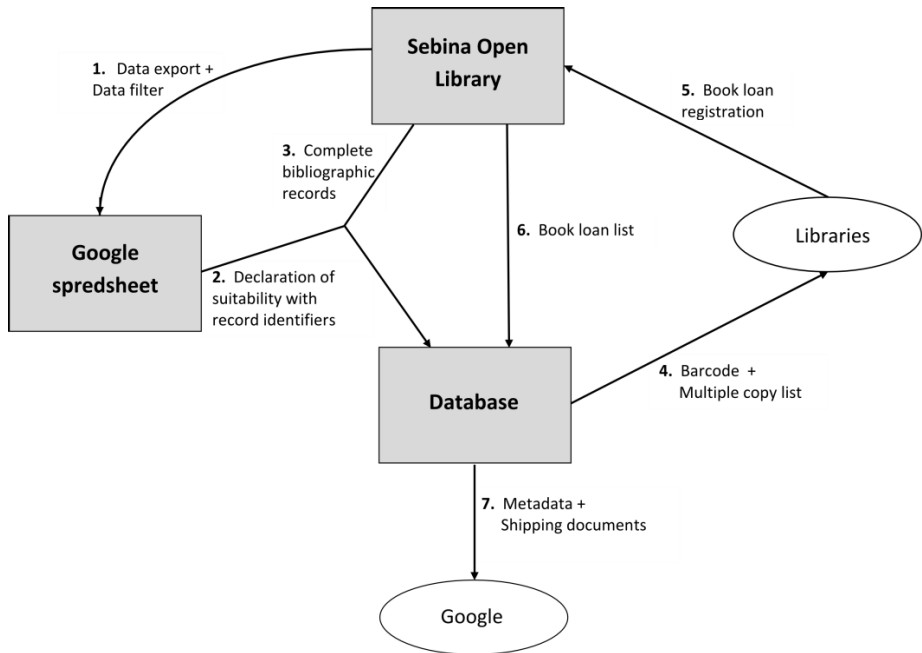 Sebina Open
Library
1. Data export +
Data filter
5. Book loan
registration
3. Complete
bibliographic
records
Libraries
6. Book loan list
Google
spredsheet
2. Declaration of
suitability with
record identifiers
4. Barcode +
Multiple copy list
Database
7. Metadata +
Shipping documents
Google